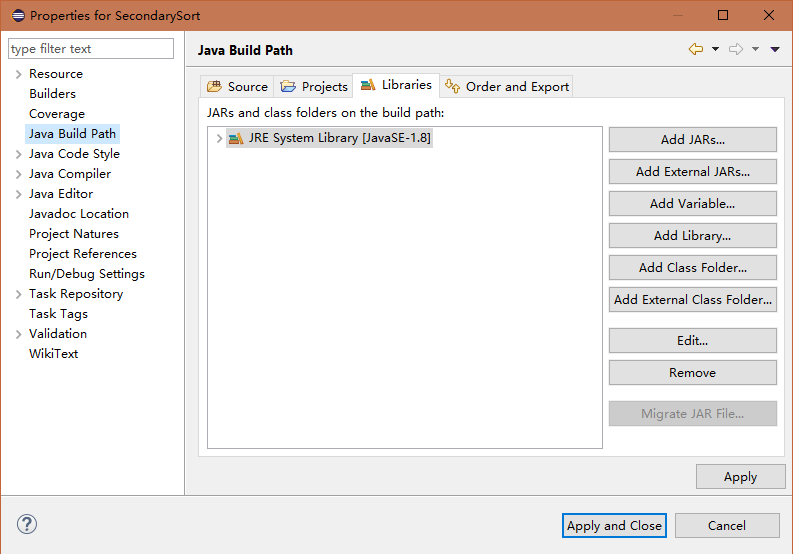 Properties for SecondarySort
type filter text
Resource
Builders
Coverage
Java Build Path
Java Code Style
Java Compiler
Java Editor
Javadoc Location
Project Natures
Project References
Run/Debug Settings
Task Repository
Task Tags
Validation
WikiText
Java Build Path
Source Projects Libraries Order and Export
JARs and class folders on the build path:
JRE System Library [JavaSE-1.8]
Add JARs...
Add External JARs...
Add Variable...
Add Library...
Add Class Folder...
Add External Class Folder...
Edit...
Remove
Migrate JAR File...
Apply
?
Apply and Close Cancel